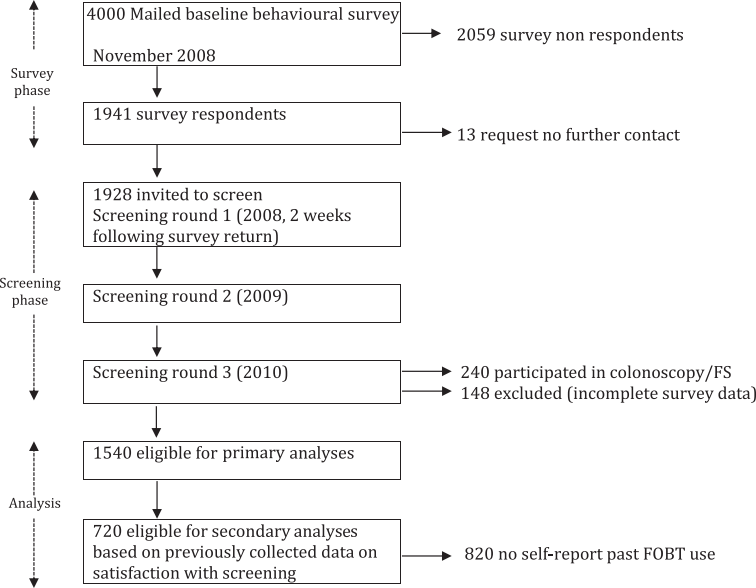 4000 Mailed baseline behavioural survey
November 2008
2059 survey non respondents
Survey
phase
1941 survey respondents
13 request no further contact
1928 invited to screen
Screening round 1 (2008, 2 weeks
following survey return)
Screening
phase
Screening round 2 (2009)
Screening round 3 (2010)
240 participated in colonoscopy/FS
148 excluded (incomplete survey data)
1540 eligible for primary analyses
Analysis
720 eligible for secondary analyses
based on previously collected data on
satisfaction with screening
820 no self-report past FOBT use